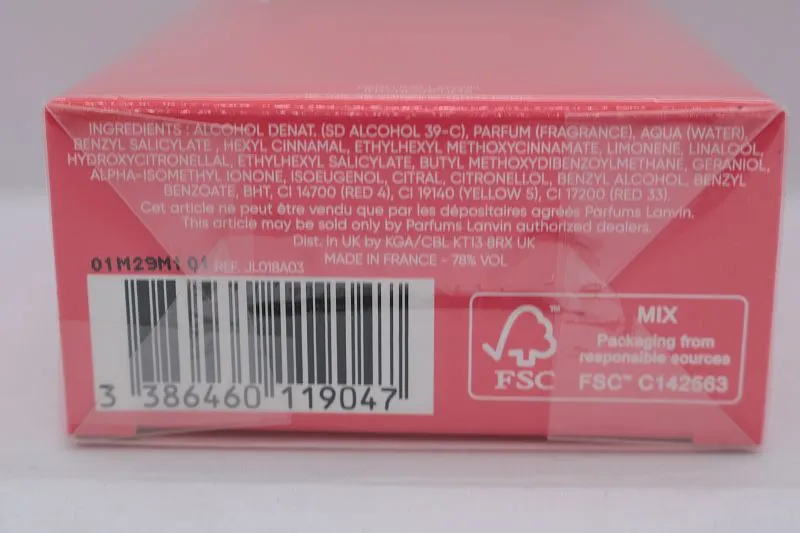 INGREDIENTS : ALCOHOL DENAT. (SD ALCOHOL 39-C), PARFUM (FRAGRANCE), AQUA (WATER),
BENZYL SALICYLATE , HEXYL CINNAMAL, ETHYLHEXYL METHOXYCINNAMATE, LIMONENE, LINALOOL,
HYDROXYCITRONELLAL, ETHYLHEXYL SALICYLATE, BUTYL METHOXYDIBENZOYLMETHANE, GERANIOL,
ALPHA-ISOMETHYL IONONE, ISOEUGENOL, CITRAL, CITRONELLOL, BENZYL ALCOHOL, BENZYL
BENZOATE, BHT, CI 14700 (RED 4), CI 19140 (YELLOW 5), CI 17200 (RED 33).
Cet article ne peut être vendu que par les dépositaires agréés Parfums Lanvin.
This article may be sold only by Parfums Lanvin authorized dealers.
Dist. in UK by KGA/CBL KT13 8RX UK
MADE IN FRANCE - 78% VOL
01M29M1 01 REF. JL018A03
3 386460 119047
FSC
™
MIX
Packaging from
responsible sources
FSC™ C142663